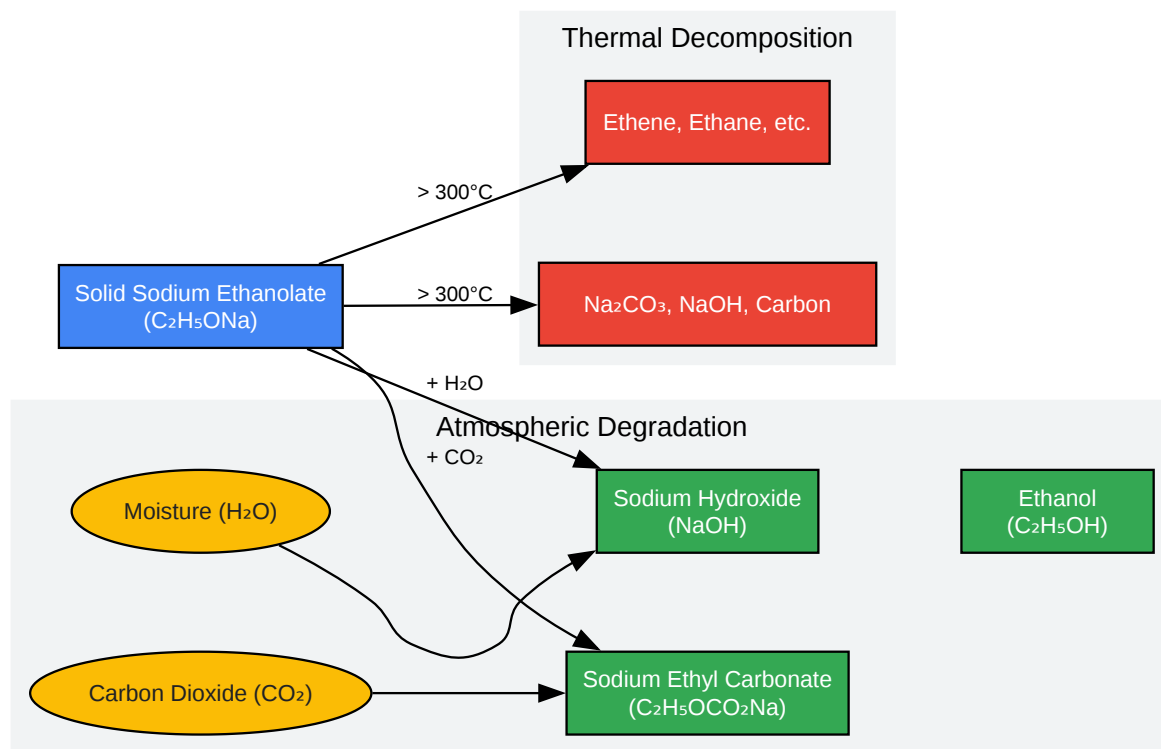 Thermal Decomposition
Ethene, Ethane, etc.
> 300°C
Solid Sodium Ethanolate
(C₂H₅ONa)
> 300°C
Na₂CO₃, NaOH, Carbon
+ H₂O
Atmospheric Degradation
+ CO₂
Moisture (H₂O)
Sodium Hydroxide
(NaOH)
Ethanol
(C₂H₅OH)
Carbon Dioxide (CO₂)
Sodium Ethyl Carbonate
(C₂H₅OCO₂Na)